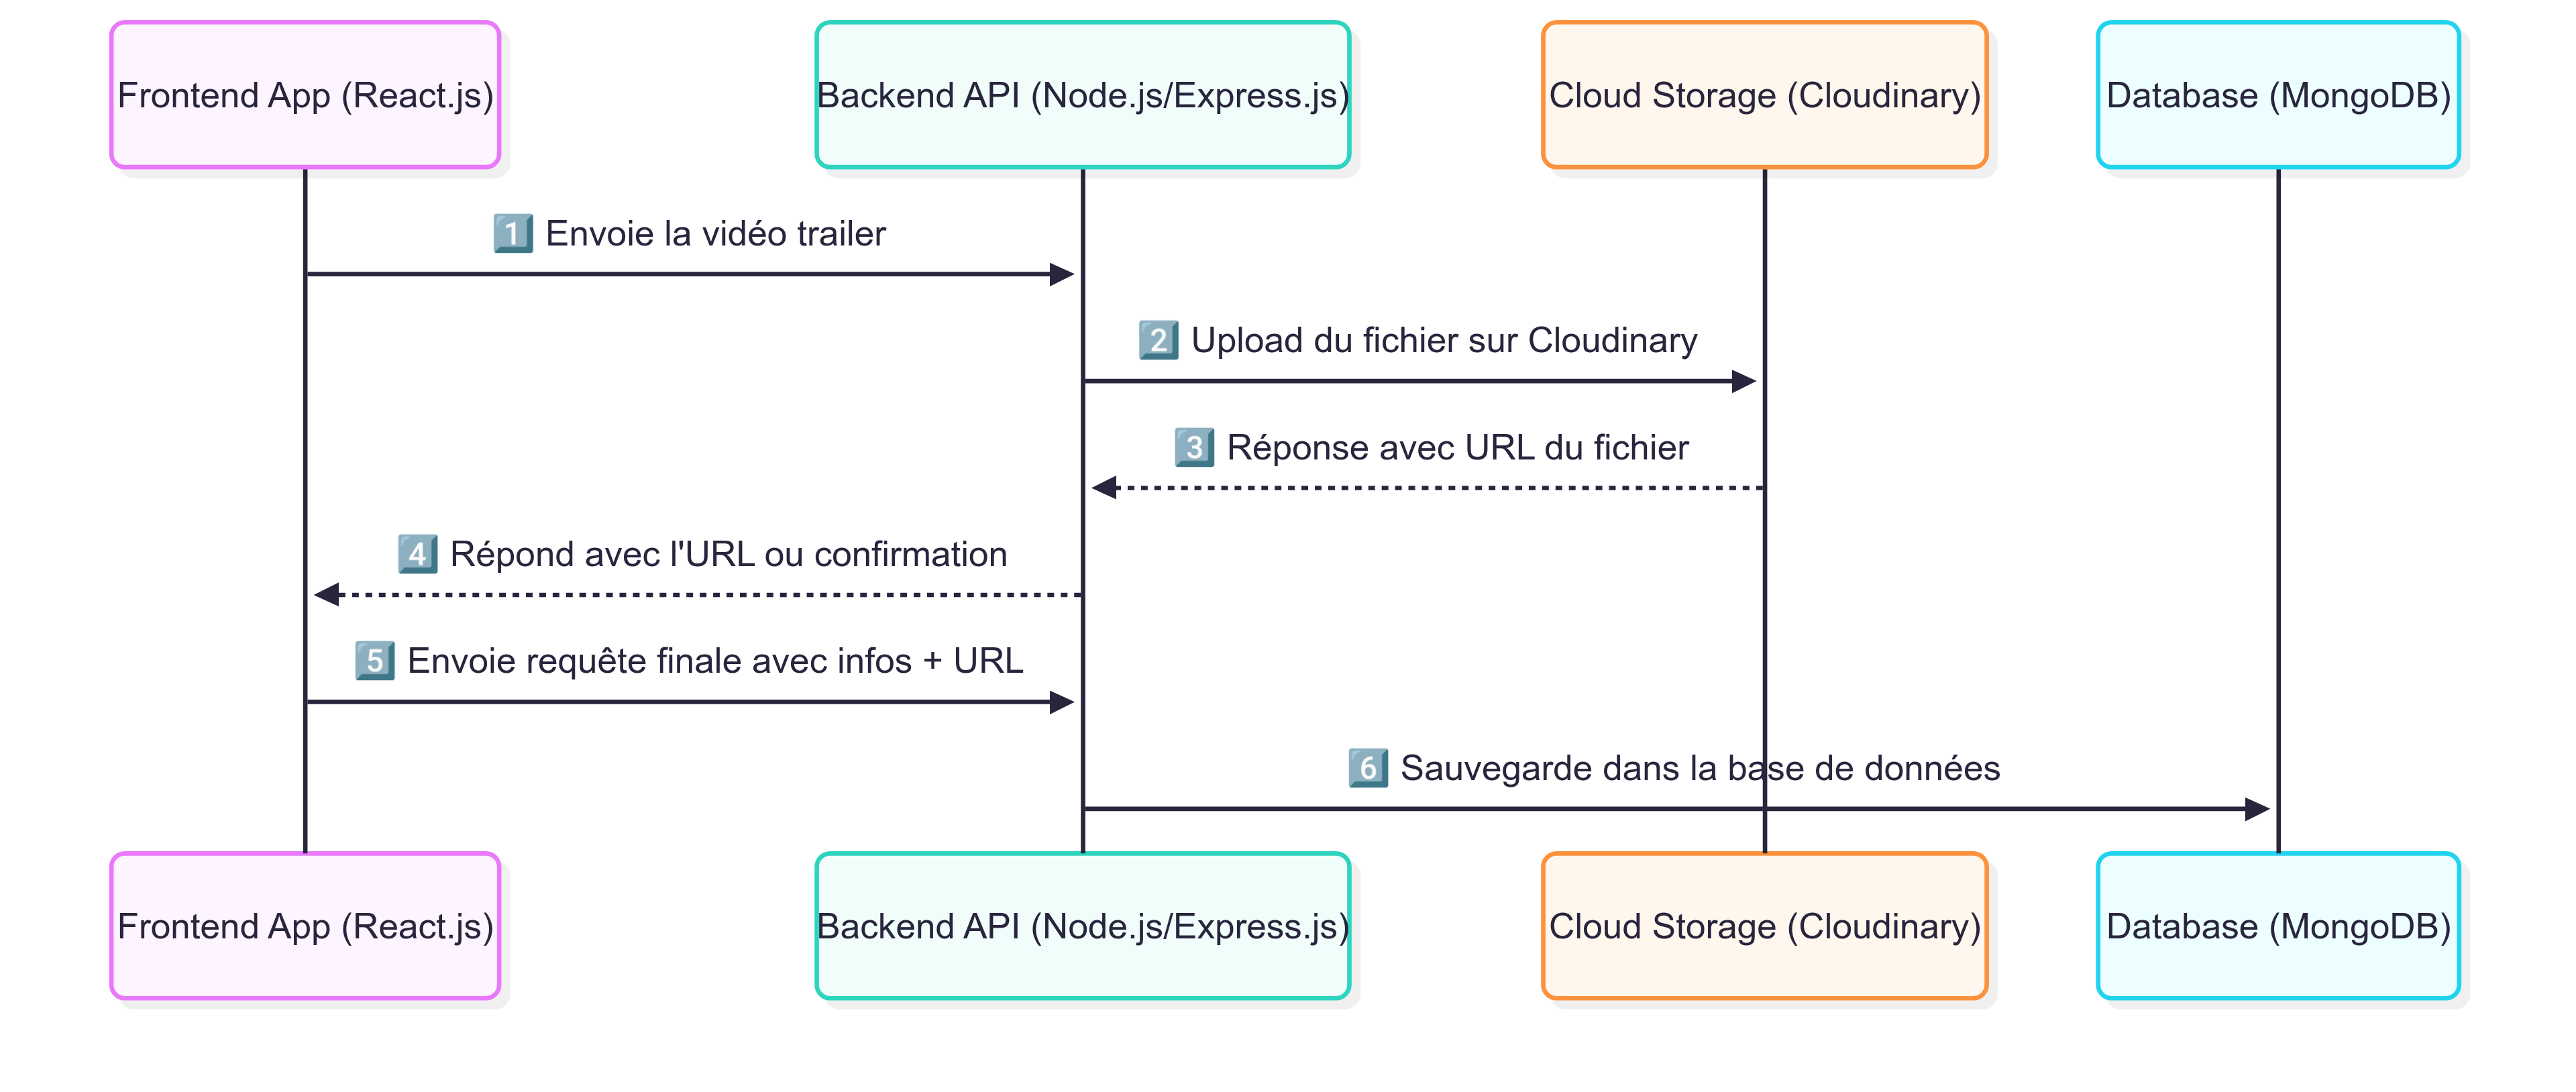 Frontend App (React.js)
Backend API (Node.js/Express.js)
Cloud Storage (Cloudinary)
Database (MongoDB)
1 Envoie la vidéo trailer
2 Upload du fichier sur Cloudinary
3 Réponse avec URL du fichier
4 Répond avec l'URL ou confirmation
5 Envoie requête finale avec infos + URL
6 Sauvegarde dans la base de données
Frontend App (React.js)
Backend API (Node.js/Express.js)
Cloud Storage (Cloudinary)
Database (MongoDB)